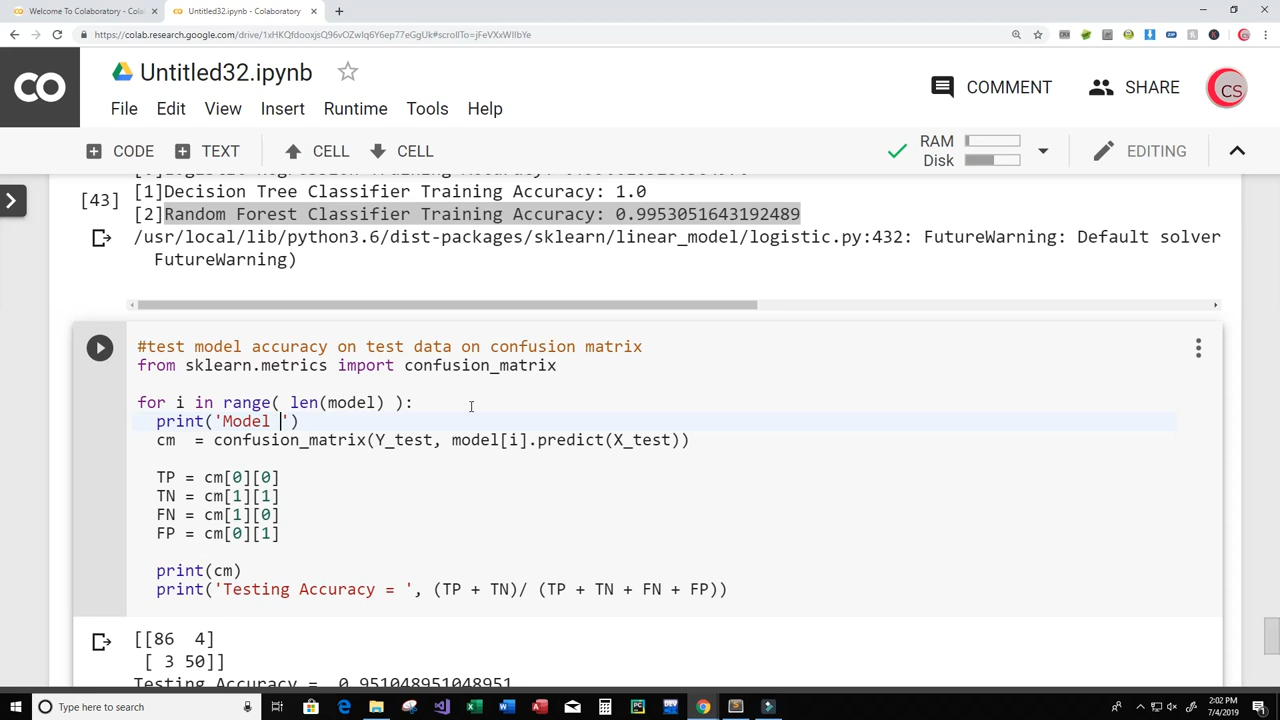 Welcome To Colaboratory - Cola
Untitled32.ipynb - Colaboratory
https://colab.research.google.com/drive/1xHKQfdooxjsQ96vOZwIq6Y6ep77eGgUk#scrollTo=jFeVXxWIIbYe
CO
Untitled32.ipynb
COMMENT
SHARE
CS
File Edit View Insert Runtime Tools Help
CODE TEXT CELL CELL
RAM
Disk
EDITING
[1]Decision Tree Classifier Training Accuracy: 1.0
[43]
[2]Random Forest Classifier Training Accuracy: 0.9953051643192489
/usr/local/lib/python3.6/dist-packages/sklearn/linear_model/logistic.py:432: FutureWarning: Default solver
FutureWarning)
#test model accuracy on test data on confusion matrix
from sklearn.metrics import confusion_matrix
for i in range( len(model) ):
print('Model ')
cm = confusion_matrix(Y_test, model[i].predict(X_test))
TP = cm[0][0]
TN = cm[1][1]
FN = cm[1][0]
FP = cm[0][1]
print(cm)
print('Testing Accuracy = ', (TP + TN)/ (TP + TN + FN + FP))
[[86 4]
[ 3 50]]
Testing Accuracy = 0.951048951048951
Type here to search
2:02 PM
7/4/2019